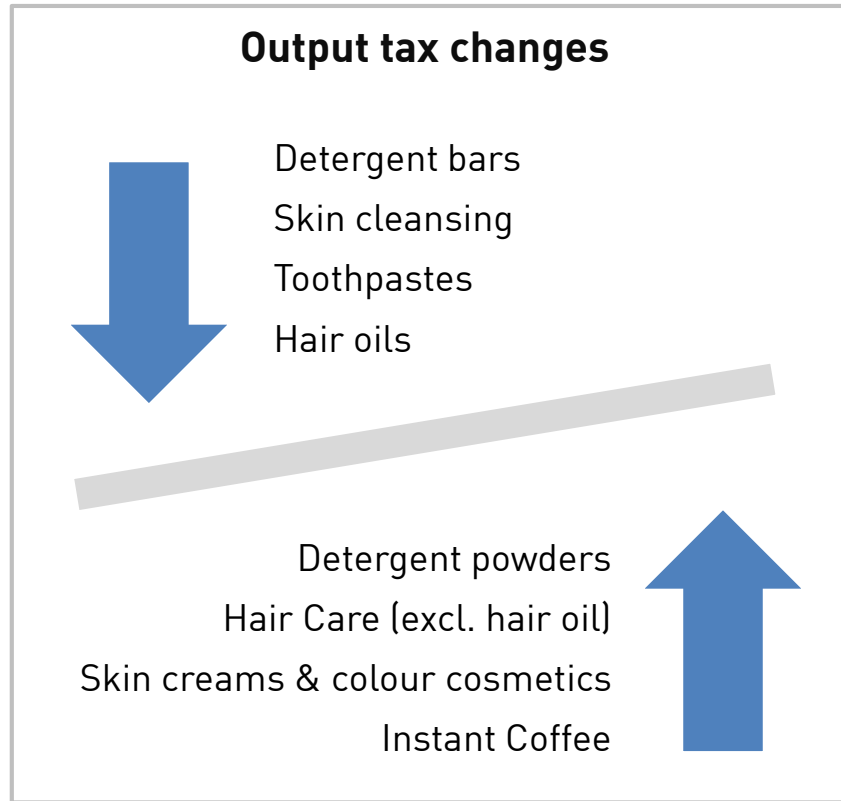 Output tax changes
Detergent bars
Skin cleansing
Toothpastes
Hair oils
Detergent powders
Hair Care (excl. hair oil)
Skin creams & colour cosmetics
Instant Coffee